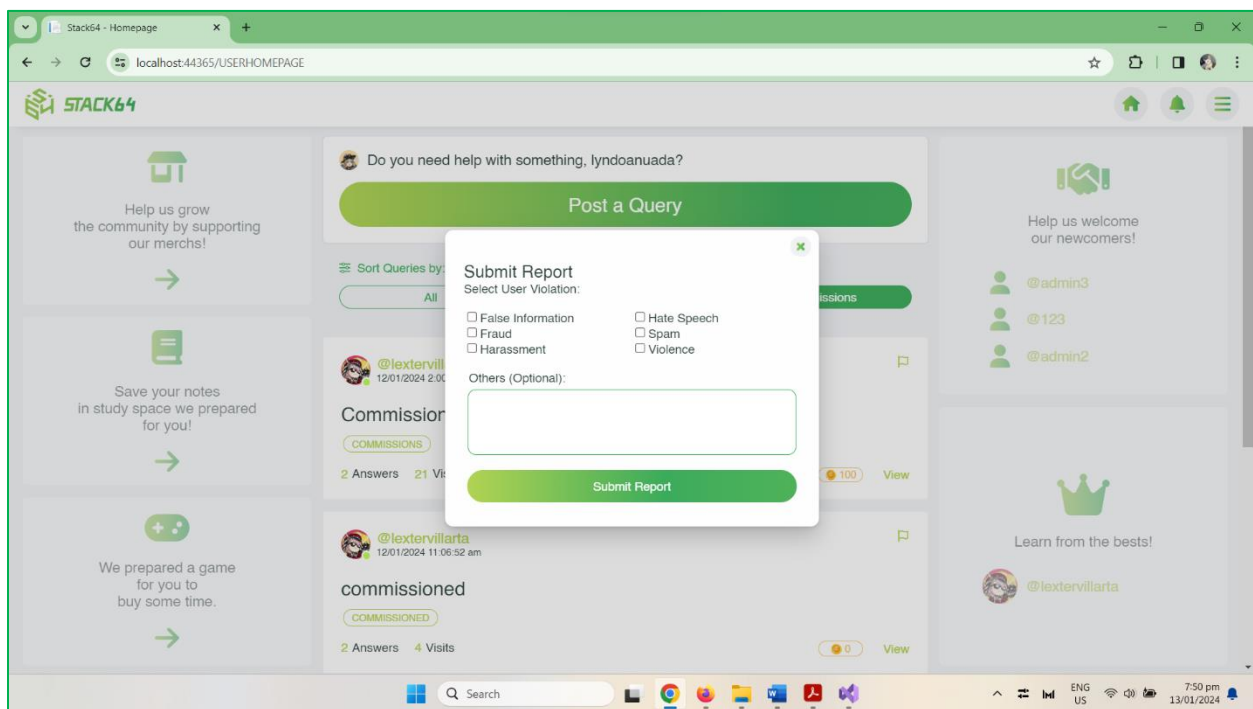 Stack64 - Homepage
localhost:44365/USERHOMEPAGE
STACK64
Help us grow
the community by supporting
our merchs!
Save your notes
in study space we prepared
for you!
We prepared a game
for you to
buy some time.
Do you need help with something, lyndoanuada?
Post a Query
Sort Queries by:
All
issions
@lextervill
12/01/2024 2:00
Commission
COMMISSIONS
2 Answers 21 Vi
100 View
@lextervillarta
12/01/2024 11:06:52 am
commissioned
COMMISSIONED
2 Answers 4 Visits
0 View
Submit Report
Select User Violation:
False Information Hate Speech
Fraud Spam
Harassment Violence
Others (Optional):
Submit Report
Help us welcome
our newcomers!
@admin3
@123
@admin2
Learn from the bests!
@lextervillarta
Search
ENG
US
7:50 pm
13/01/2024